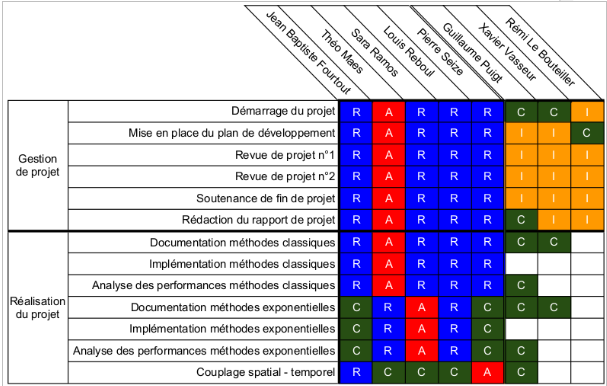 Jean Baptiste Fourtout
Théo Maes
Sara Ramos
Louis Reboul
Pierre Seize
Guillaume Puigt
Xavier Vasseur
Rémi Le Bouteiller
Gestion
de projet
Démarrage du projet R A R R R C C I
Mise en place du plan de développement R A R R R I I C
Revue de projet n°1 R A R R R I I I
Revue de projet n°2 R A R R R I I I
Soutenance de fin de projet R A R R R I I I
Rédaction du rapport de projet R A R R R C I I
Réalisation
du projet
Documentation méthodes classiques R A R R R C C
Implémentation méthodes classiques R A R R R
Analyse des performances méthodes classiques R A R R R C
Documentation méthodes exponentielles C R A R C C C
Implémentation méthodes exponentielles C R A R C
Analyse des performances méthodes exponentielles C R A R C C
Couplage spatial - temporel R C C C A C